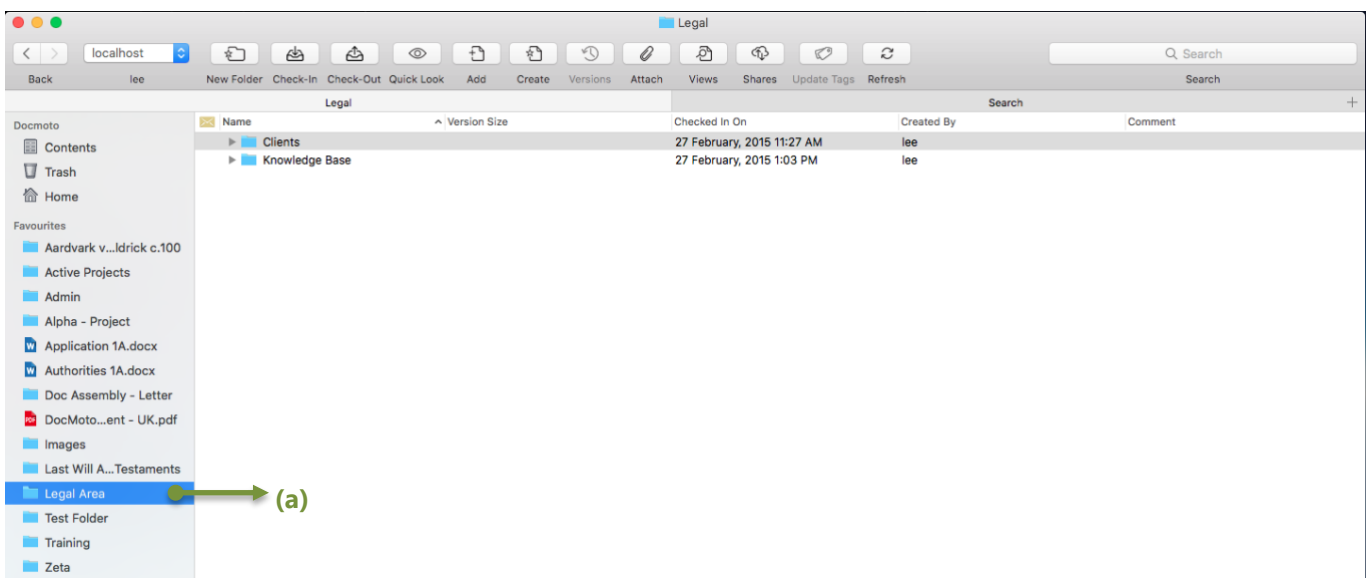 Legal
localhost
Search
Back lee New Folder Check-In Check-Out Quick Look Add Create Versions Attach Views Shares Update Tags Refresh Search
Legal Search
Docmoto Name Version Size Checked In On Created By Comment
Contents Clients 27 February, 2015 11:27 AM lee
Knowledge Base 27 February, 2015 1:03 PM lee
Trash
Home
Favourites
Aardvark v...ldrick c.100
Active Projects
Admin
Alpha - Project
Application 1A.docx
Authorities 1A.docx
Doc Assembly - Letter
PDF DocMoto...ent - UK.pdf
Images
Last Will A...Testaments
Legal Area (a)
Test Folder
Training
Zeta